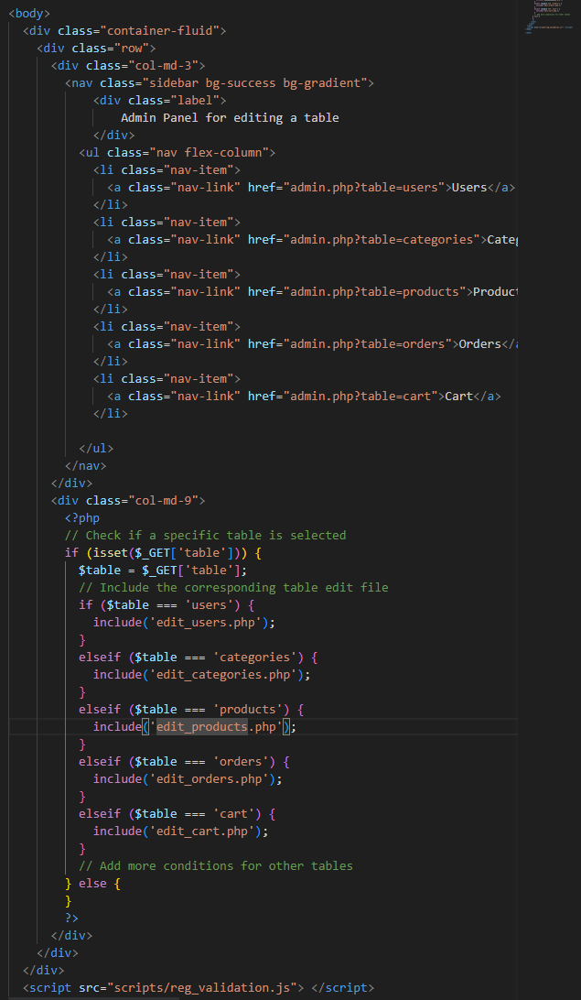 <body>
<div class="container-fluid">
<div class="row">
<div class="col-md-3">
<nav class="sidebar bg-success bg-gradient">
<div class="label">
Admin Panel for editing a table
</div>
<ul class="nav flex-column">
<li class="nav-item">
<a class="nav-link" href="admin.php?table=users">Users</a>
</li>
<li class="nav-item">
<a class="nav-link" href="admin.php?table=categories">Categ
</li>
<li class="nav-item">
<a class="nav-link" href="admin.php?table=products">Product
</li>
<li class="nav-item">
<a class="nav-link" href="admin.php?table=orders">Orders</a
</li>
<li class="nav-item">
<a class="nav-link" href="admin.php?table=cart">Cart</a>
</li>
</ul>
</nav>
</div>
<div class="col-md-9">
<?php
// Check if a specific table is selected
if (isset($_GET['table'])) {
$table = $_GET['table'];
// Include the corresponding table edit file
if ($table === 'users') {
include('edit_users.php');
}
elseif ($table === 'categories') {
include('edit_categories.php');
}
elseif ($table === 'products') {
include('edit_products.php');
}
elseif ($table === 'orders') {
include('edit_orders.php');
}
elseif ($table === 'cart') {
include('edit_cart.php');
}
// Add more conditions for other tables
} else {
}
?>
</div>
</div>
</div>
<script src="scripts/reg_validation.js"> </script>